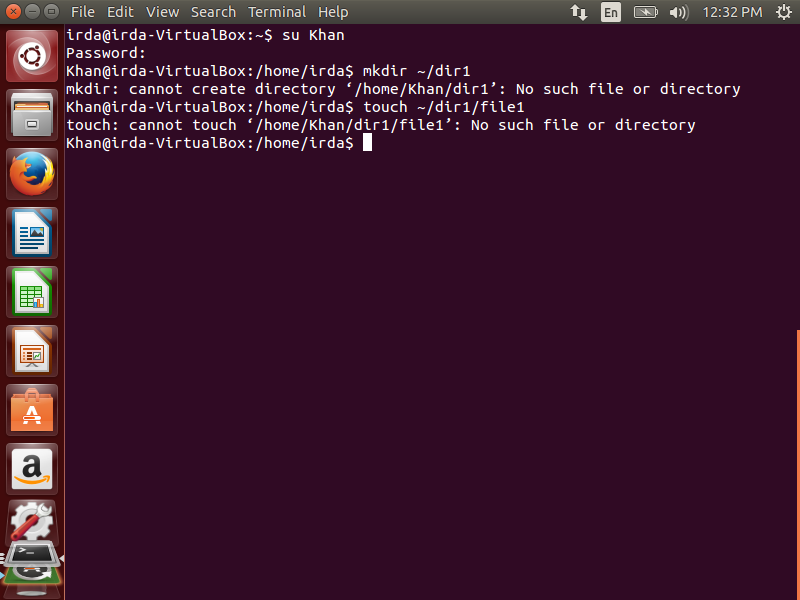 File Edit View Search Terminal Help En 12:32 PM
irda@irda-VirtualBox:~$ su Khan
Password:
Khan@irda-VirtualBox:/home/irda$ mkdir ~/dir1
mkdir: cannot create directory ‘/home/Khan/dir1’: No such file or directory
Khan@irda-VirtualBox:/home/irda$ touch ~/dir1/file1
touch: cannot touch ‘/home/Khan/dir1/file1’: No such file or directory
Khan@irda-VirtualBox:/home/irda$